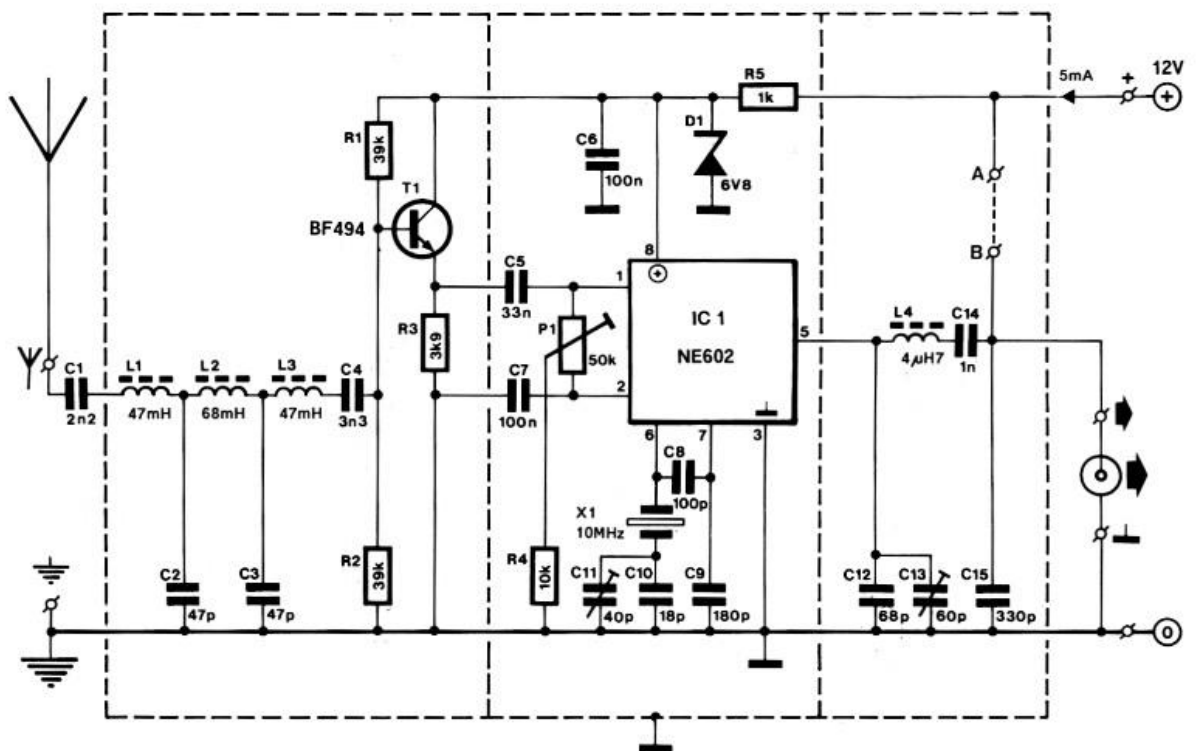 5mA
+
12V
+
R5
1k
R1
39k
C6
100n
D1
6V8
A
T1
BF494
B
8
+
C5
33n
1
IC 1
NE602
P1
50k
R3
3k9
5
L4
4µH7
C14
1n
C1
2n2
L1
47mH
L2
68mH
L3
47mH
C4
3n3
C7
100n
2
6
7
3
C8
100p
X1
10MHz
R2
39k
R4
10k
C2
47p
C3
47p
C11
40p
C10
18p
C9
180p
C12
68p
C13
60p
C15
330p
0